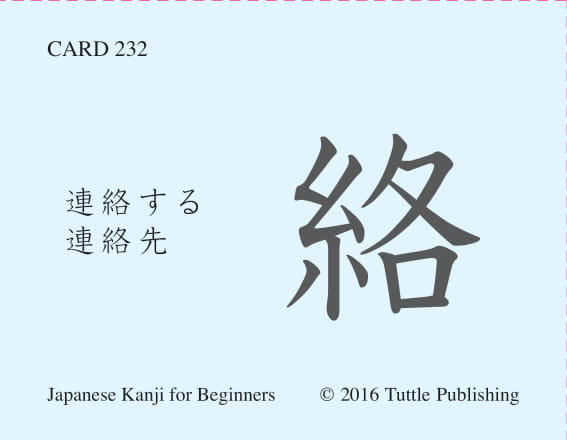 CARD 232
連絡する
連絡先
絡
Japanese Kanji for Beginners
© 2016 Tuttle Publishing